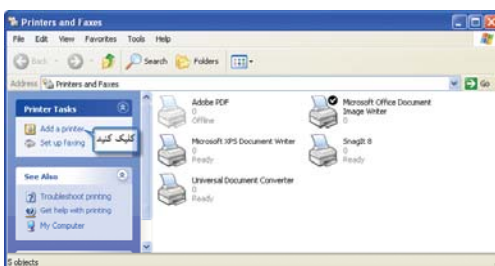 Printers and Faxes
File Edit View Favorites Tools Help
Back Search Folders
Address Printers and Faxes Go
Printer Tasks
Add a printer
کلیک کنید
Set up faxing
See Also
Troubleshoot printing
Get help with printing
My Computer
Adobe PDF
0
Offline
Microsoft Office Document
Image Writer
0
Ready
Microsoft XPS Document Writer
0
Ready
SnagIt 8
0
Ready
Universal Document Converter
0
Ready
5 objects